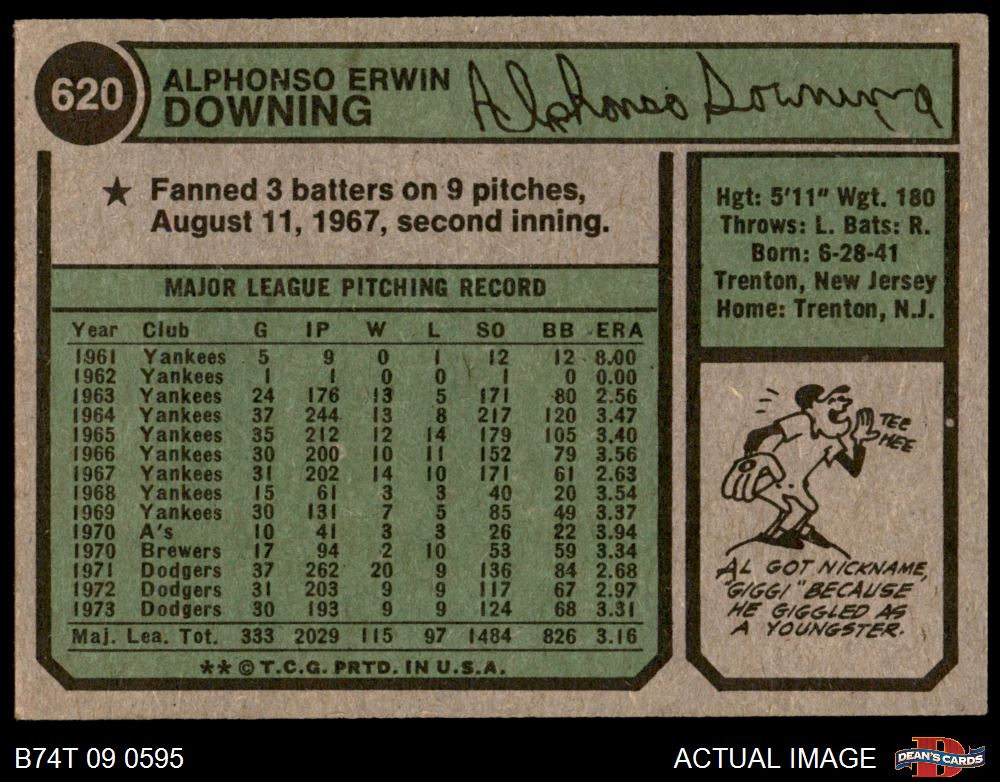 620
ALPHONSO ERWIN
DOWNING
Alphonso Downing
★ Fanned 3 batters on 9 pitches,
August 11, 1967, second inning.
MAJOR LEAGUE PITCHING RECORD
Year Club G IP W L SO BB ERA
1961 Yankees 5 9 0 1 12 12 8.00
1962 Yankees 1 1 0 0 1 0 0.00
1963 Yankees 24 176 13 5 171 80 2.56
1964 Yankees 37 244 13 8 217 120 3.47
1965 Yankees 35 212 12 14 179 105 3.40
1966 Yankees 30 200 10 11 152 79 3.56
1967 Yankees 31 202 14 10 171 61 2.63
1968 Yankees 15 61 3 3 40 20 3.54
1969 Yankees 30 131 7 5 85 49 3.37
1970 A's 10 41 3 3 26 22 3.94
1970 Brewers 17 94 2 10 53 59 3.34
1971 Dodgers 37 262 20 9 136 84 2.68
1972 Dodgers 31 203 9 9 117 67 2.97
1973 Dodgers 30 193 9 9 124 68 3.31
Maj. Lea. Tot. 333 2029 115 97 1484 826 3.16
** © T.C.G. PRTD. IN U.S.A.
Hgt: 5'11" Wgt. 180
Throws: L. Bats: R.
Born: 6-28-41
Trenton, New Jersey
Home: Trenton, N.J.
TEE
HEE
AL GOT NICKNAME,
"GIGGI" BECAUSE
HE GIGGLED AS
A YOUNGSTER.
B74T 09 0595
ACTUAL IMAGE
D
DEAN'S CARDS